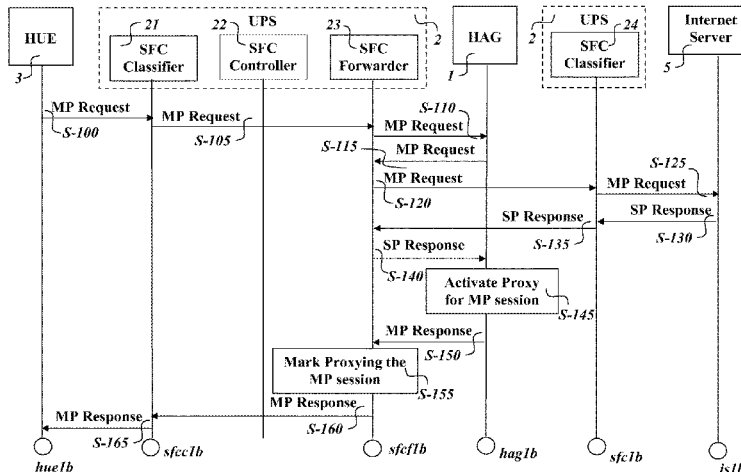 HUE
3
21
22
UPS
23
2
SFC
Classifier
SFC
Controller
SFC
Forwarder
HAG
1
2
UPS
24
SFC
Classifier
Internet
Server
5
MP Request
S-100
MP Request
S-105
S-110
MP Request
S-115
MP Request
MP Request
S-120
S-125
MP Request
SP Response
S-130
SP Response
S-135
SP Response
S-140
Activate Proxy
for MP session
S-145
MP Response
S-150
Mark Proxying the
MP session
S-155
MP Response
S-160
MP Response
S-165
hue1b
sfcc1b
sfcf1b
hag1b
sfc1b